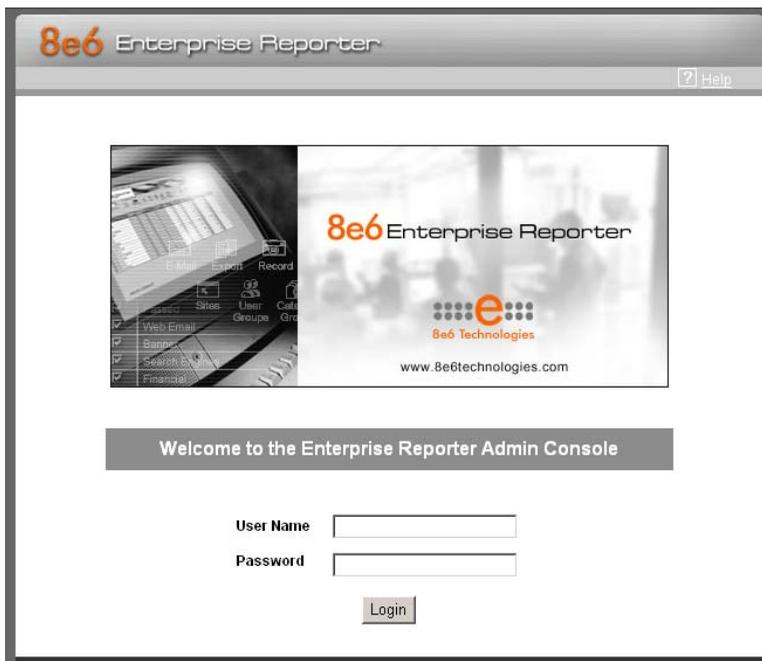 8e6 Enterprise Reporter
? Help
8e6 Enterprise Reporter
E-Mail Export Record
Sites User Groups
Web Email
Banner
Search Engines
Financial
e
8e6 Technologies
www.8e6technologies.com
Welcome to the Enterprise Reporter Admin Console
User Name
Password
Login